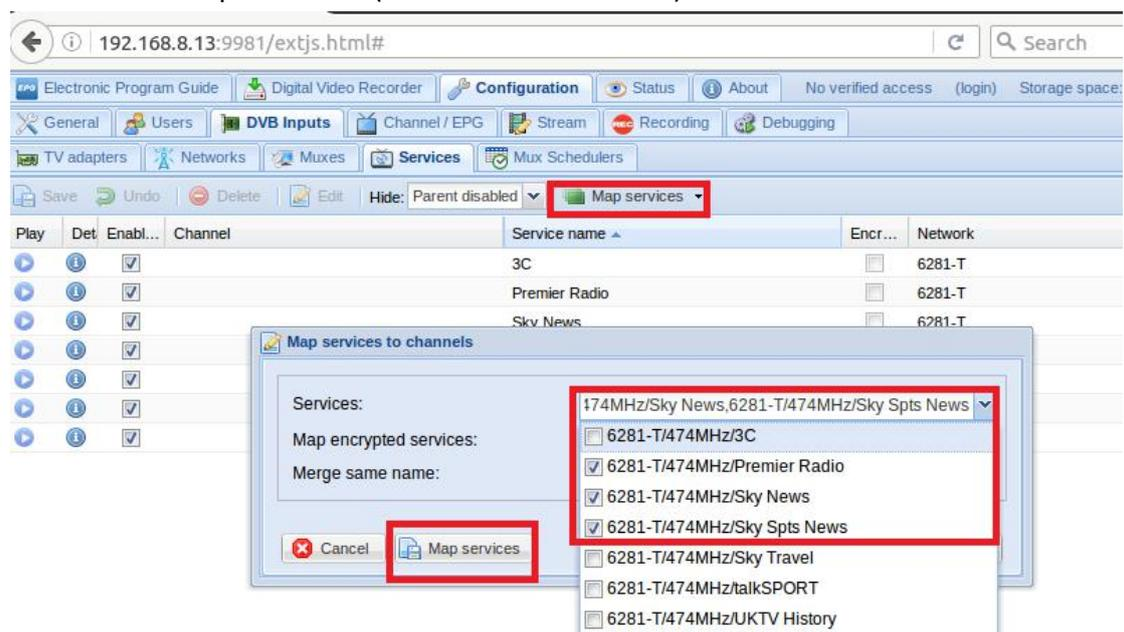 192.168.8.13:9981/extjs.html# Search
EPG Electronic Program Guide Digital Video Recorder Configuration Status About No verified access (login) Storage space:
General Users DVB Inputs Channel / EPG Stream REC Recording Debugging
TV adapters Networks Muxes Services Mux Schedulers
Save Undo Delete Edit Hide: Parent disabled Map services
Play Det Enabl... Channel Service name Encr... Network
3C 6281-T
Premier Radio 6281-T
Sky News 6281-T
Map services to channels
Services: 474MHz/Sky News,6281-T/474MHz/Sky Spts News
Map encrypted services: 6281-T/474MHz/3C
6281-T/474MHz/Premier Radio
Merge same name:
6281-T/474MHz/Sky News
6281-T/474MHz/Sky Spts News
Cancel Map services
6281-T/474MHz/Sky Travel
6281-T/474MHz/talkSPORT
6281-T/474MHz/UKTV History